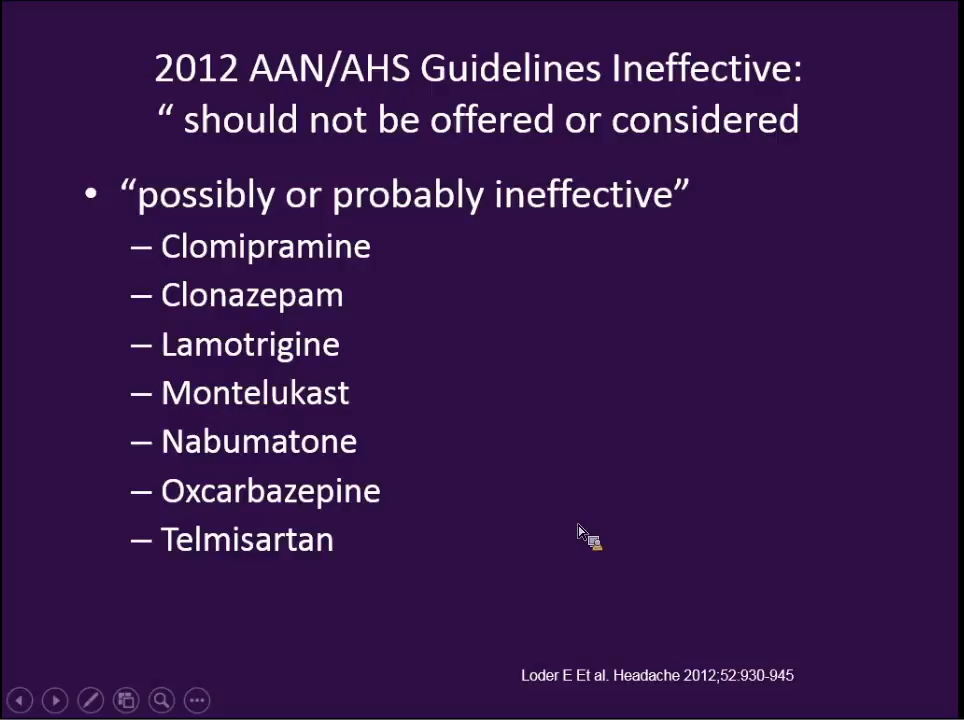 2012 AAN/AHS Guidelines Ineffective:
“ should not be offered or considered
• “possibly or probably ineffective”
– Clomipramine
– Clonazepam
– Lamotrigine
– Montelukast
– Nabumatone
– Oxcarbazepine
– Telmisartan
Loder E Et al. Headache 2012;52:930-945